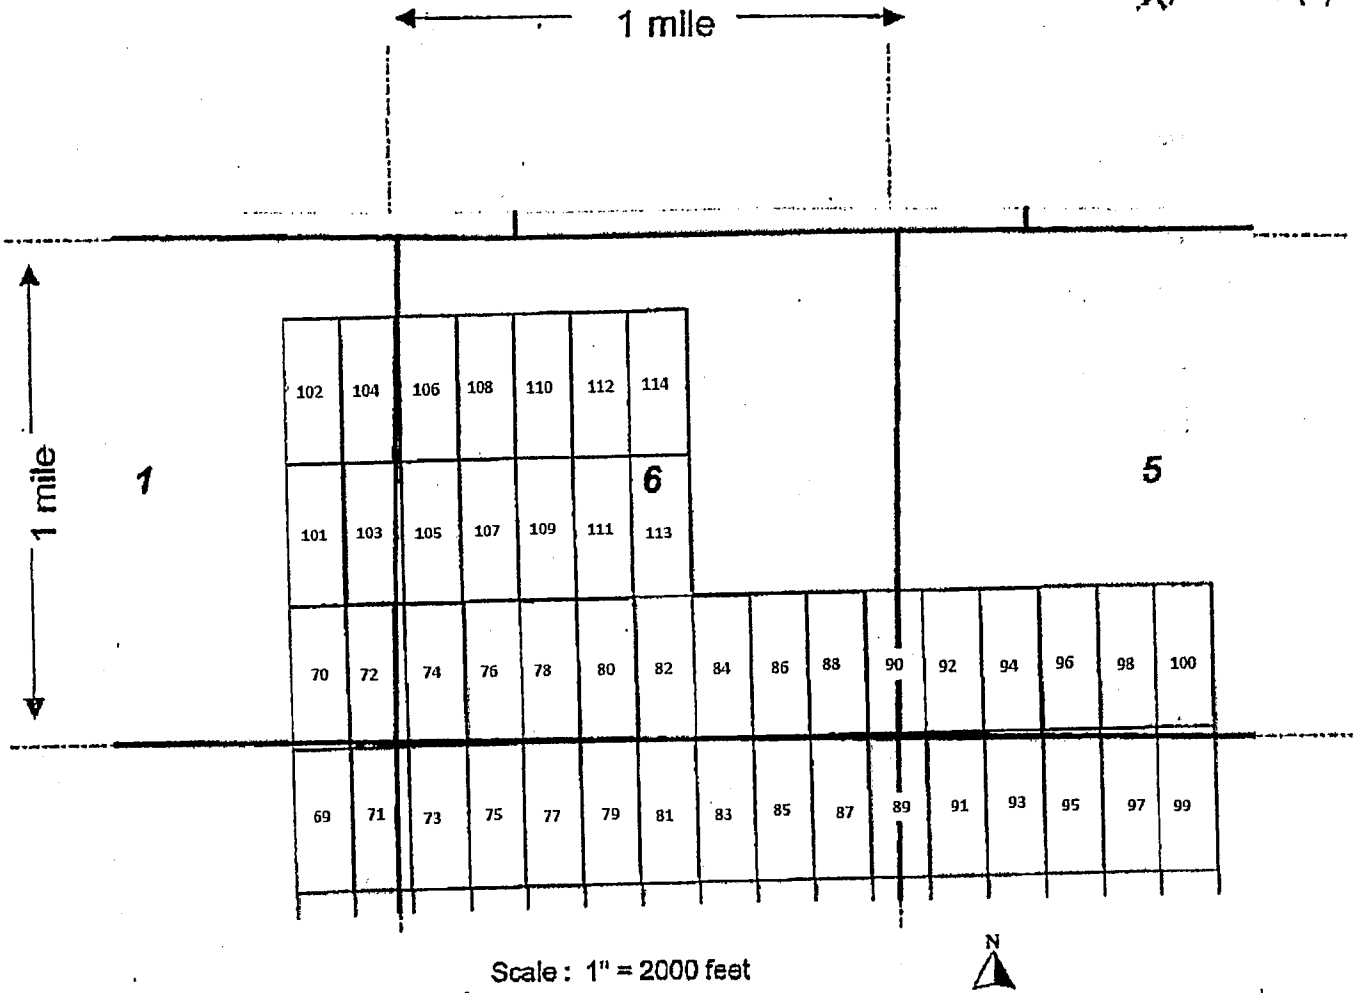 1 mile
102 104 106 108 110 112 114
1 mile
1
6
5
101 103 105 107 109 111 113
70 72 74 76 78 80 82 84 86 88 90 92 94 96 98 100
69 71 73 75 77 79 81 83 85 87 89 91 93 95 97 99
N
Scale : 1" = 2000 feet